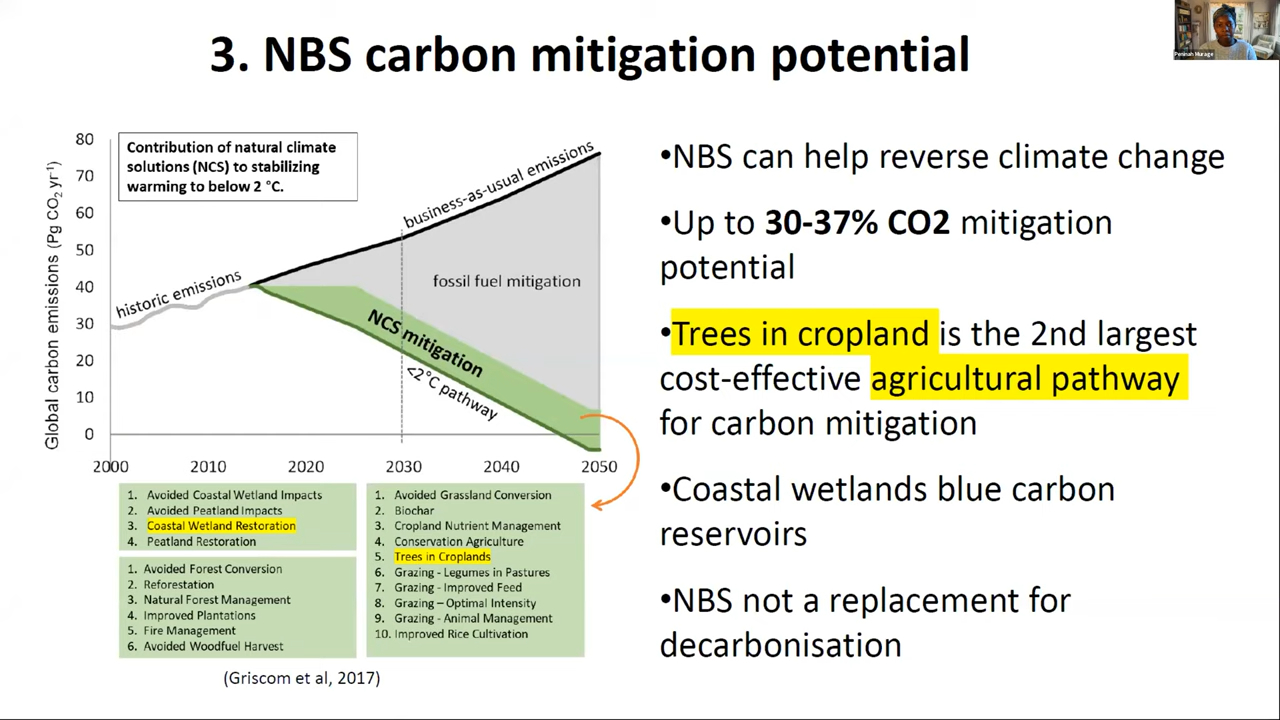 3. NBS carbon mitigation potential
Peninah Murage
Global carbon emissions (Pg CO2 yr-1)
80
70
60
50
40
30
20
10
0
2000
2010
2020
2030
2040
2050
Contribution of natural climate
solutions (NCS) to stabilizing
warming to below 2 °C.
historic emissions
business-as-usual emissions
fossil fuel mitigation
NCS mitigation
<2°C pathway
1. Avoided Coastal Wetland Impacts
2. Avoided Peatland Impacts
3. Coastal Wetland Restoration
4. Peatland Restoration
1. Avoided Forest Conversion
2. Reforestation
3. Natural Forest Management
4. Improved Plantations
5. Fire Management
6. Avoided Woodfuel Harvest
1. Avoided Grassland Conversion
2. Biochar
3. Cropland Nutrient Management
4. Conservation Agriculture
5. Trees in Croplands
6. Grazing - Legumes in Pastures
7. Grazing - Improved Feed
8. Grazing – Optimal Intensity
9. Grazing - Animal Management
10. Improved Rice Cultivation
(Griscom et al, 2017)
•NBS can help reverse climate change
•Up to 30-37% CO2 mitigation
potential
•Trees in cropland is the 2nd largest
cost-effective agricultural pathway
for carbon mitigation
•Coastal wetlands blue carbon
reservoirs
•NBS not a replacement for
decarbonisation